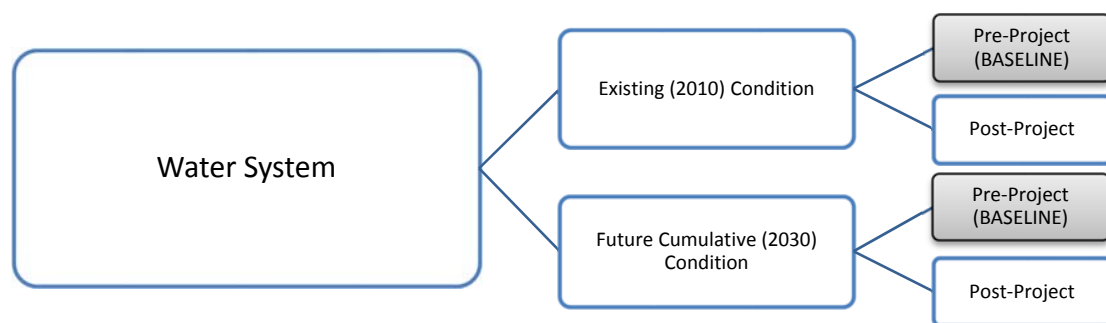 Water System
Existing (2010) Condition
Pre-Project
(BASELINE)
Post-Project
Future Cumulative (2030)
Condition
Pre-Project
(BASELINE)
Post-Project